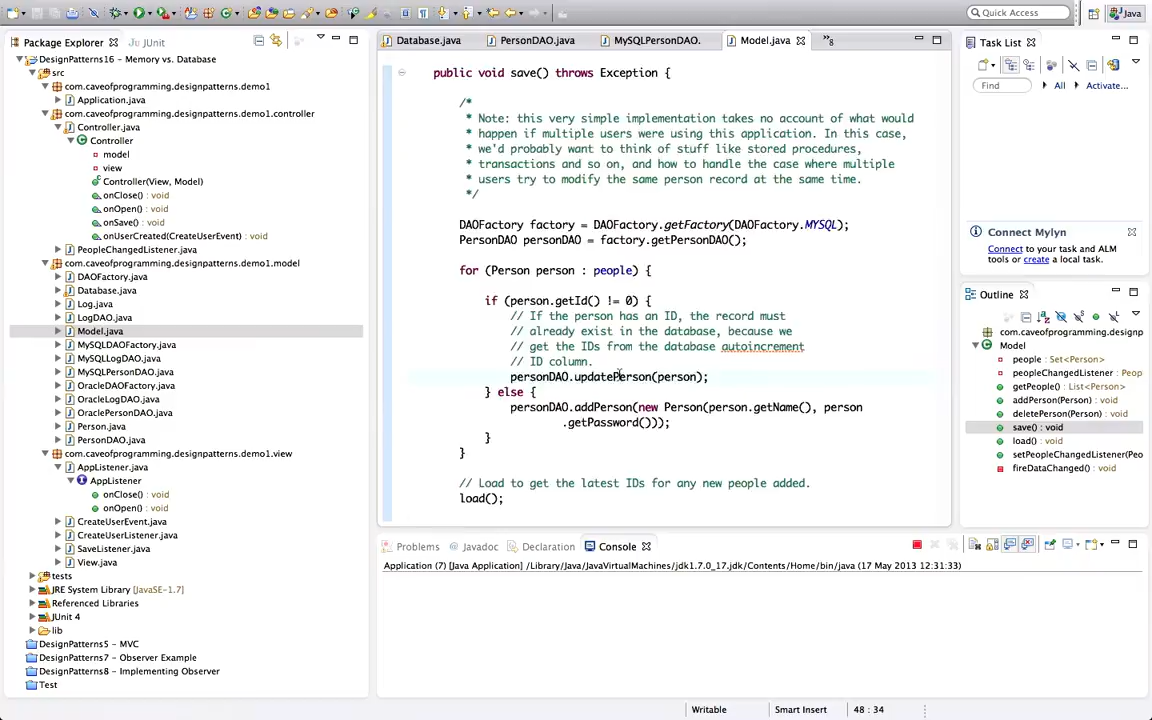 Quick Access
Java
Package Explorer
JUnit
DesignPatterns16 - Memory vs. Database
src
com.caveofprogramming.designpatterns.demo1
Application.java
com.caveofprogramming.designpatterns.demo1.controller
Controller.java
Controller
model
view
Controller(View, Model)
onClose() : void
onOpen() : void
onSave() : void
onUserCreated(CreateUserEvent) : void
PeopleChangedListener.java
com.caveofprogramming.designpatterns.demo1.model
DAOFactory.java
Database.java
Log.java
LogDAO.java
Model.java
MySQLDAOFactory.java
MySQLLogDAO.java
MySQLPersonDAO.java
OracleDAOFactory.java
OracleLogDAO.java
OraclePersonDAO.java
Person.java
PersonDAO.java
com.caveofprogramming.designpatterns.demo1.view
AppListener.java
AppListener
onClose() : void
onOpen() : void
CreateUserEvent.java
CreateUserListener.java
SaveListener.java
View.java
tests
JRE System Library [JavaSE-1.7]
Referenced Libraries
JUnit 4
lib
DesignPatterns5 - MVC
DesignPatterns7 - Observer Example
DesignPatterns8 - Implementing Observer
Test
Database.java
PersonDAO.java
MySQLPersonDAO.
Model.java
»8
public void save() throws Exception {
/*
* Note: this very simple implementation takes no account of what would
* happen if multiple users were using this application. In this case,
* we'd probably want to think of stuff like stored procedures,
* transactions and so on, and how to handle the case where multiple
* users try to modify the same person record at the same time.
*/
DAOFactory factory = DAOFactory.getFactory(DAOFactory.MYSQL);
PersonDAO personDAO = factory.getPersonDAO();
for (Person person : people) {
if (person.getId() != 0) {
// If the person has an ID, the record must
// already exist in the database, because we
// get the IDs from the database autoincrement
// ID column.
personDAO.updatePerson(person);
} else {
personDAO.addPerson(new Person(person.getName(), person
.getPassword()));
}
}
// Load to get the latest IDs for any new people added.
load();
Problems
Javadoc
Declaration
Console
Application (7) [Java Application] /Library/Java/JavaVirtualMachines/jdk1.7.0_17.jdk/Contents/Home/bin/java (17 May 2013 12:31:33)
Task List
Find
All
Activate...
Connect Mylyn
Connect to your task and ALM
tools or create a local task.
Outline
com.caveofprogramming.designp
Model
people : Set<Person>
peopleChangedListener : Peop
getPeople() : List<Person>
addPerson(Person) : void
deletePerson(Person) : void
save() : void
load() : void
setPeopleChangedListener(Peo
fireDataChanged() : void
Writable
Smart Insert
48 : 34